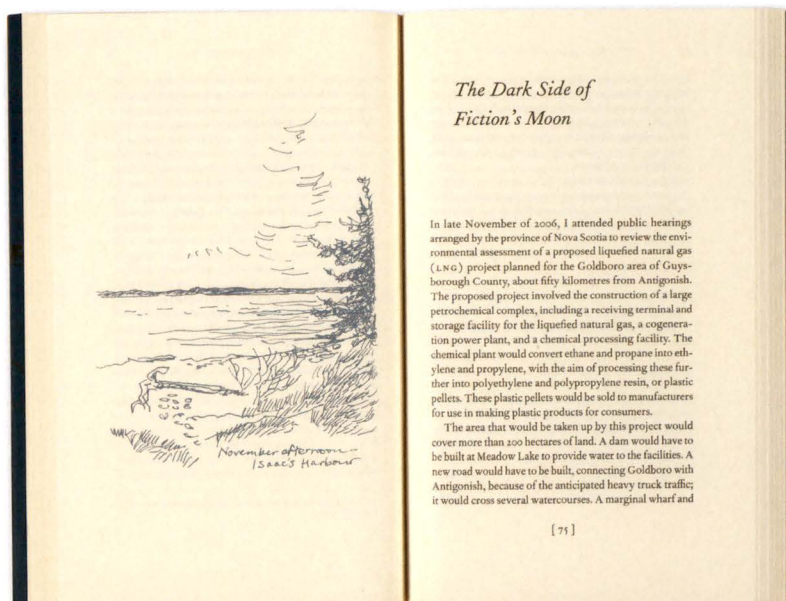 November afternoon –
Isaac's Harbour
The Dark Side of
Fiction's Moon
In late November of 2006, I attended public hearings
arranged by the province of Nova Scotia to review the envi-
ronmental assessment of a proposed liquefied natural gas
(LNG) project planned for the Goldboro area of Guys-
borough County, about fifty kilometres from Antigonish.
The proposed project involved the construction of a large
petrochemical complex, including a receiving terminal and
storage facility for the liquefied natural gas, a cogenera-
tion power plant, and a chemical processing facility. The
chemical plant would convert ethane and propane into eth-
ylene and propylene, with the aim of processing these fur-
ther into polyethylene and polypropylene resin, or plastic
pellets. These plastic pellets would be sold to manufacturers
for use in making plastic products for consumers.
The area that would be taken up by this project would
cover more than 200 hectares of land. A dam would have to
be built at Meadow Lake to provide water to the facilities. A
new road would have to be built, connecting Goldboro with
Antigonish, because of the anticipated heavy truck traffic;
it would cross several watercourses. A marginal wharf and
[75]